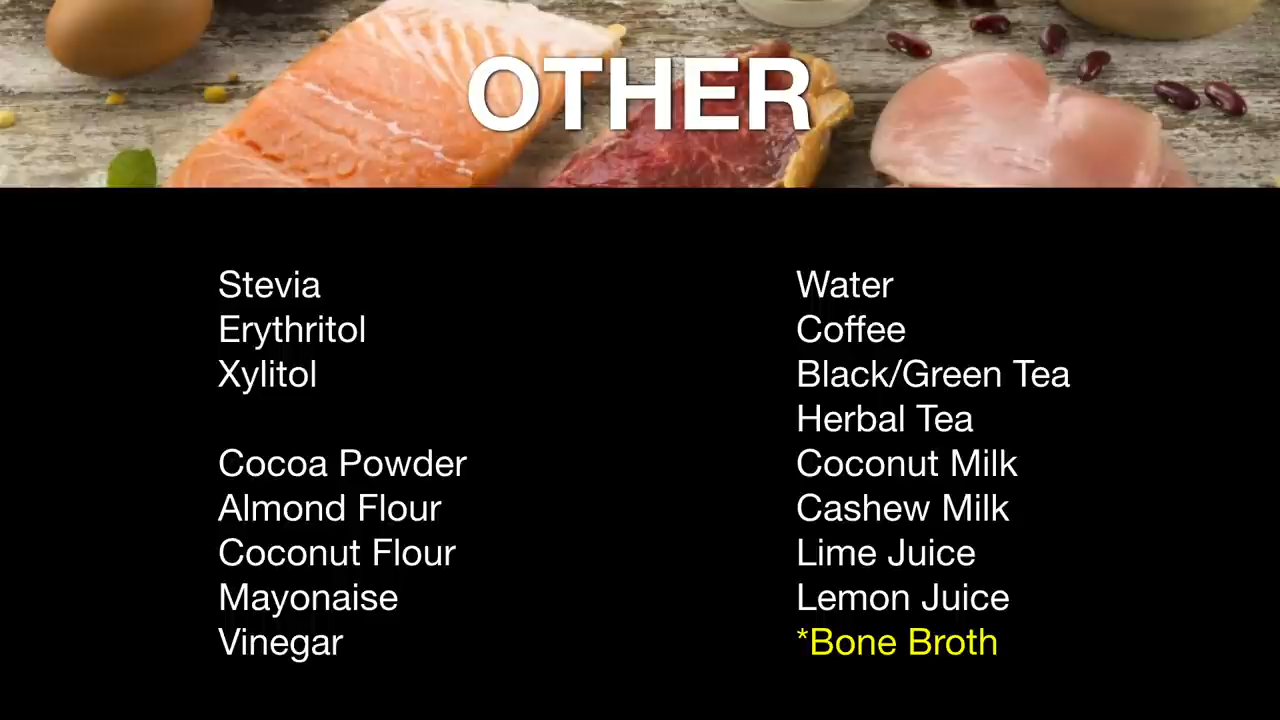 OTHER
Stevia
Erythritol
Xylitol
Cocoa Powder
Almond Flour
Coconut Flour
Mayonaise
Vinegar
Water
Coffee
Black/Green Tea
Herbal Tea
Coconut Milk
Cashew Milk
Lime Juice
Lemon Juice
*Bone Broth